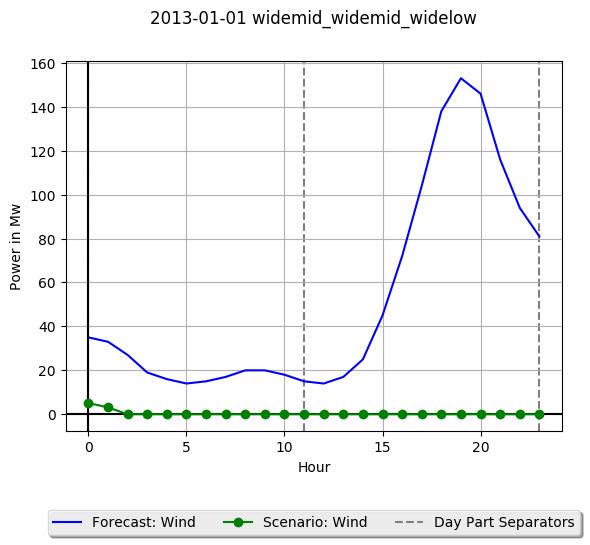 2013-01-01 widemid_widemid_widelow
160
140
120
100
80
60
40
20
0
Power in Mw
0 5 10 15 20
Hour
Forecast: Wind Scenario: Wind Day Part Separators